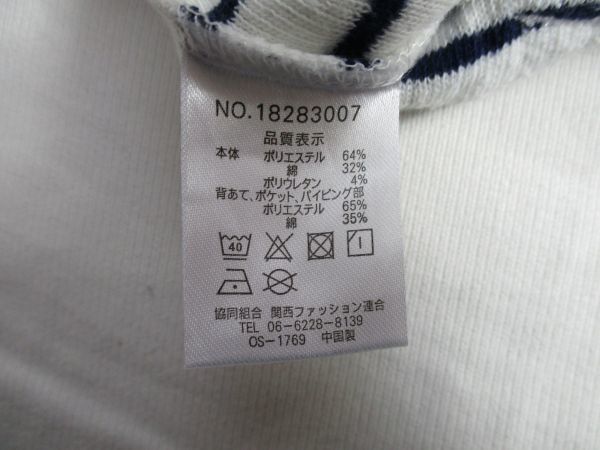 NO.18283007
品質表示
本体 ポリエステル 64%
綿 32%
ポリウレタン 4%
背あて、ポケット、パイピング部
ポリエステル 65%
綿 35%
40
協同組合 関西ファッション連合
TEL 06-6228-8139
OS-1769 中国製